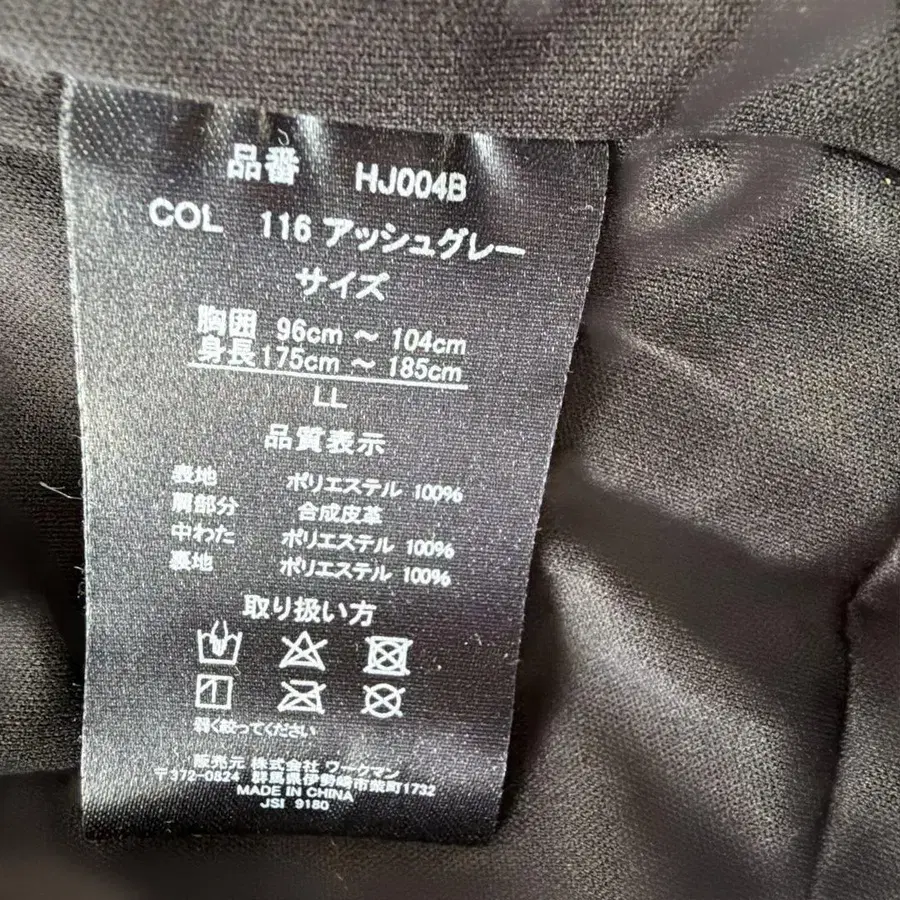 品番 HJ004B
COL 116 アッシュグレー
サイズ
胸囲 96cm ～ 104cm
身長 175cm ～ 185cm
LL
品質表示
表地 ポリエステル 100%
肩部分 合成皮革
中わた ポリエステル 100%
裏地 ポリエステル 100%
取り扱い方
弱く絞ってください
販売元 株式会社 ワークマン
〒372-0824 群馬県伊勢崎市柴町1732
MADE IN CHINA
JSI 9180